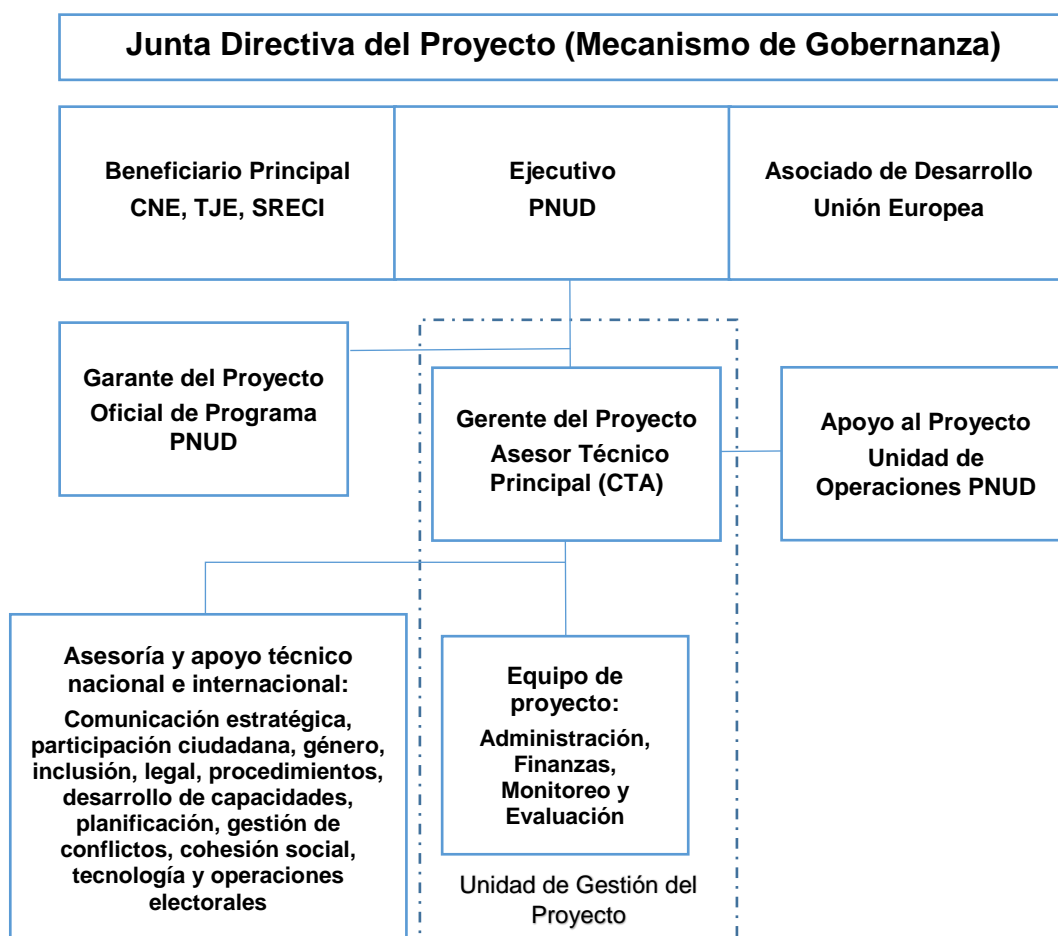 Junta Directiva del Proyecto (Mecanismo de Gobernanza)
Beneficiario Principal
CNE, TJE, SRECI
Ejecutivo
PNUD
Asociado de Desarrollo
Unión Europea
Garante del Proyecto
Oficial de Programa
PNUD
Gerente del Proyecto
Asesor Técnico
Principal (CTA)
Apoyo al Proyecto
Unidad de
Operaciones PNUD
Asesoría y apoyo técnico
nacional e internacional:
Comunicación estratégica,
participación ciudadana, género,
inclusión, legal, procedimientos,
desarrollo de capacidades,
planificación, gestión de
conflictos, cohesión social,
tecnología y operaciones
electorales
Equipo de
proyecto:
Administración,
Finanzas,
Monitoreo y
Evaluación
Unidad de Gestión del
Proyecto